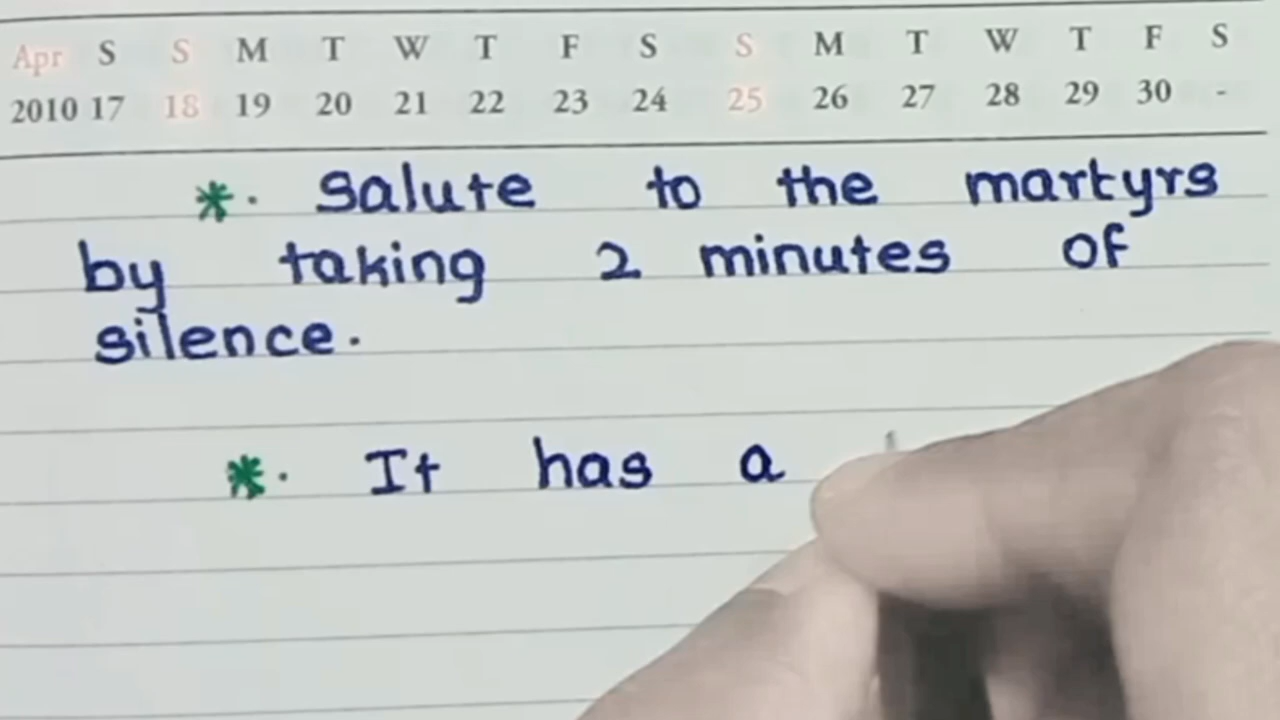 Apr S S M T W T F S S M T W T F S
2010 17 18 19 20 21 22 23 24 25 26 27 28 29 30 -
*. Salute to the martyrs
by taking 2 minutes of
silence.
*. It has a